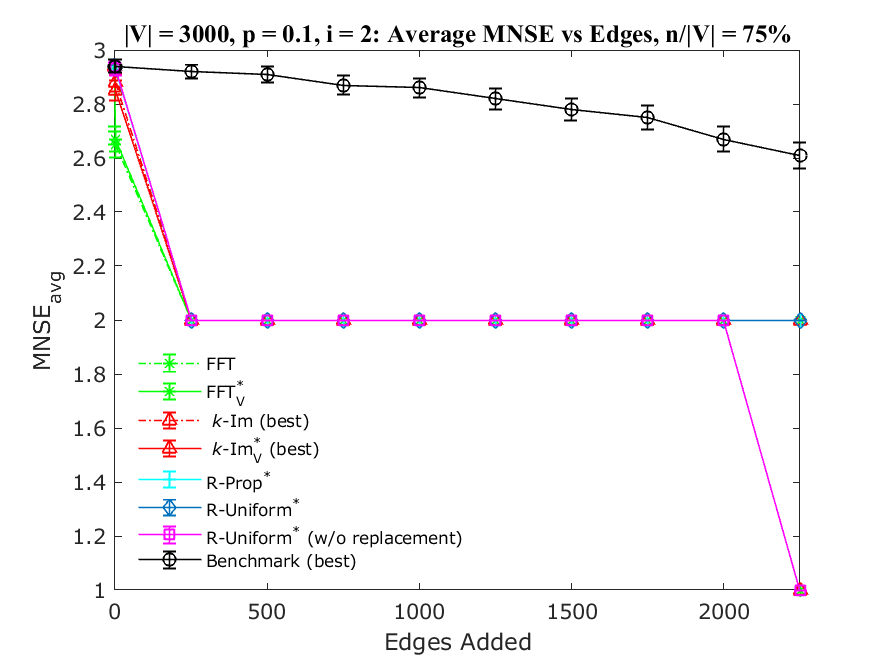 |V| = 3000, p = 0.1, i = 2: Average MNSE vs Edges, n/|V| = 75%
3
2.8
2.6
2.4
2.2
2
1.8
1.6
1.4
1.2
1
MNSE_avg
FFT
FFT*_V
k-Im (best)
k-Im*_V (best)
R-Prop*
R-Uniform*
R-Uniform* (w/o replacement)
Benchmark (best)
0 500 1000 1500 2000
Edges Added